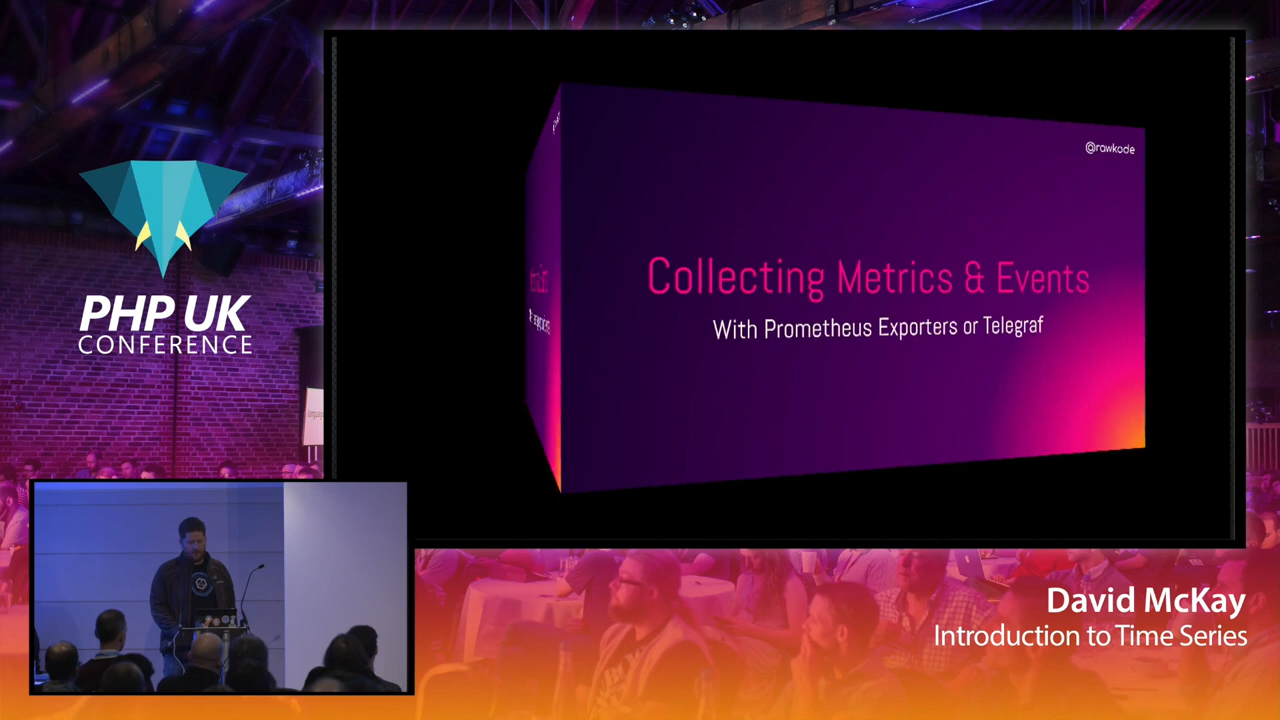 @rawkode
Collecting Metrics & Events
With Prometheus Exporters or Telegraf
PHP UK
CONFERENCE
David McKay
Introduction to Time Series